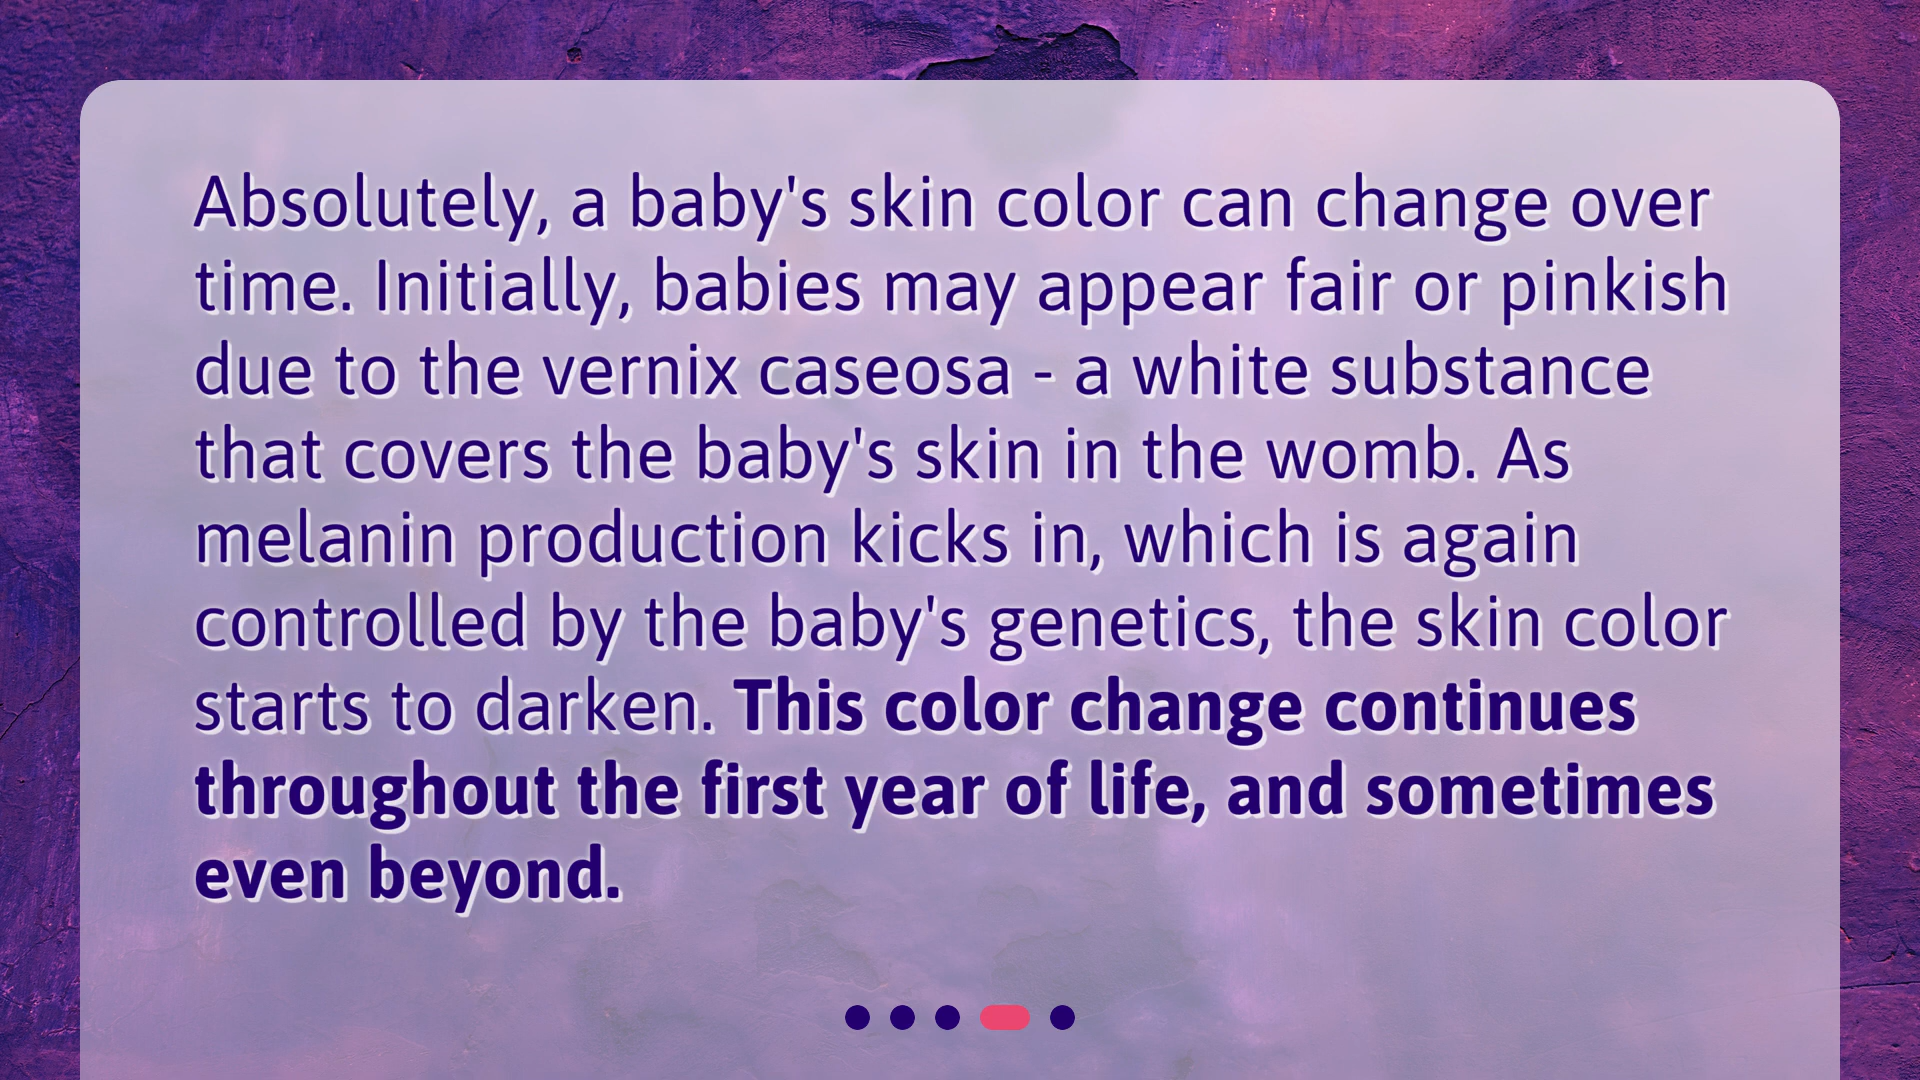 Absolutely, a baby's skin color can change over
time. Initially, babies may appear fair or pinkish
due to the vernix caseosa - a white substance
that covers the baby's skin in the womb. As
melanin production kicks in, which is again
controlled by the baby's genetics, the skin color
starts to darken. This color change continues
throughout the first year of life, and sometimes
even beyond.